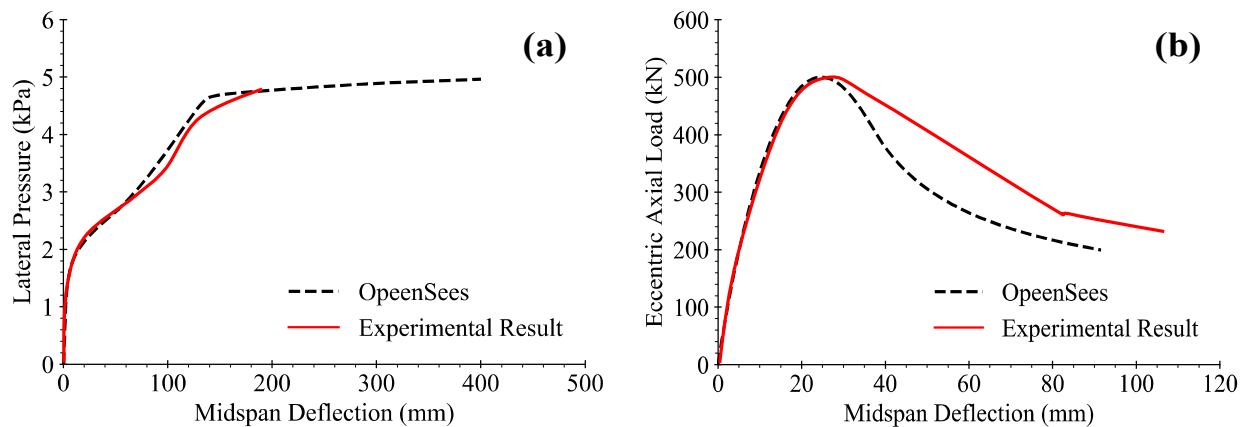 (a)
Lateral Pressure (kPa)
6
5
4
3
2
1
0
OpeenSees
Experimental Result
0 100 200 300 400 500
Midspan Deflection (mm)
(b)
Eccentric Axial Load (kN)
600
500
400
300
200
100
0
OpeenSees
Experimental Result
0 20 40 60 80 100 120
Midspan Deflection (mm)